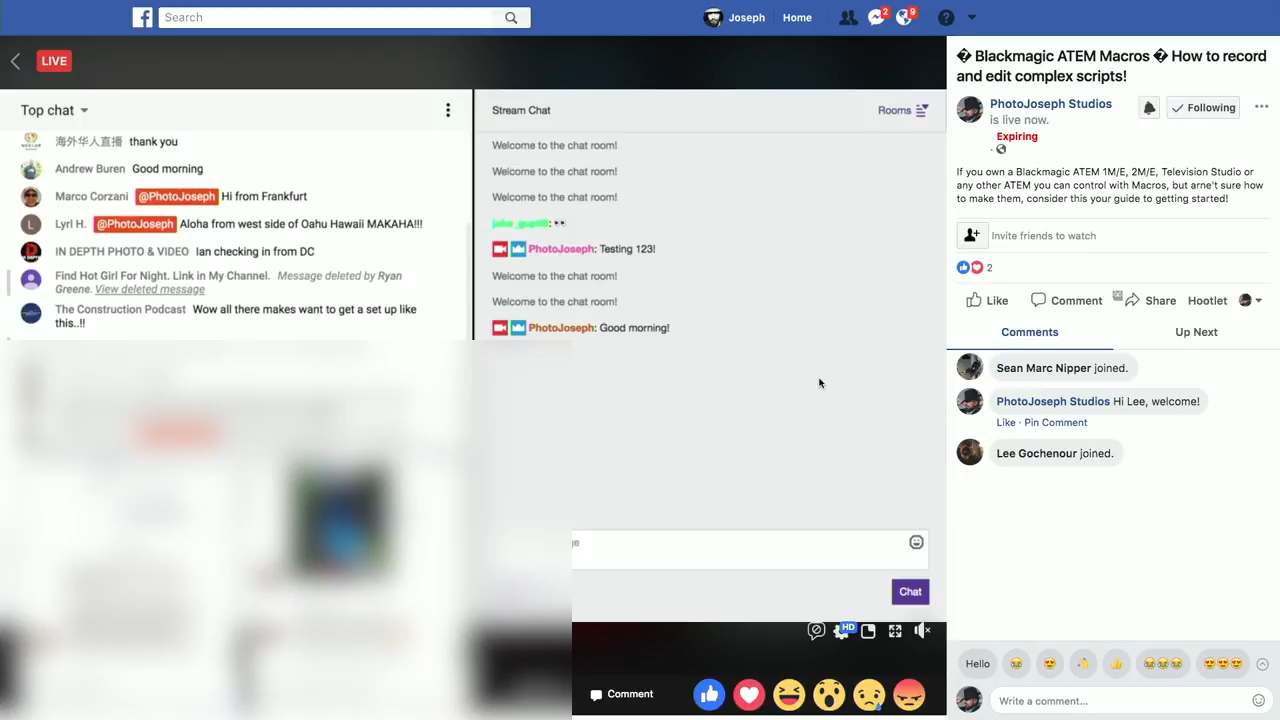 Search
Joseph
Home
2
9
?
LIVE
Top chat
海外华人直播 thank you
Andrew Buren Good morning
Marco Corzani @PhotoJoseph Hi from Frankfurt
L
Lyrl H. @PhotoJoseph Aloha from west side of Oahu Hawaii MAKAHA!!!
IN DEPTH PHOTO & VIDEO Ian checking in from DC
Find Hot Girl For Night. Link in My Channel. Message deleted by Ryan
Greene. View deleted message
The Construction Podcast Wow all there makes want to get a set up like
this..!!
Stream Chat
Rooms
Welcome to the chat room!
Welcome to the chat room!
Welcome to the chat room!
PhotoJoseph: Testing 123!
Welcome to the chat room!
Welcome to the chat room!
PhotoJoseph: Good morning!
Chat
HD
Comment
� Blackmagic ATEM Macros � How to record
and edit complex scripts!
PhotoJoseph Studios
is live now.
Expiring
Following
If you own a Blackmagic ATEM 1M/E, 2M/E, Television Studio or
any other ATEM you can control with Macros, but arne't sure how
to make them, consider this your guide to getting started!
Invite friends to watch
2
Like
Comment
Share
Hootlet
Comments
Up Next
Sean Marc Nipper joined.
PhotoJoseph Studios Hi Lee, welcome!
Like · Pin Comment
Lee Gochenour joined.
Hello
Write a comment...